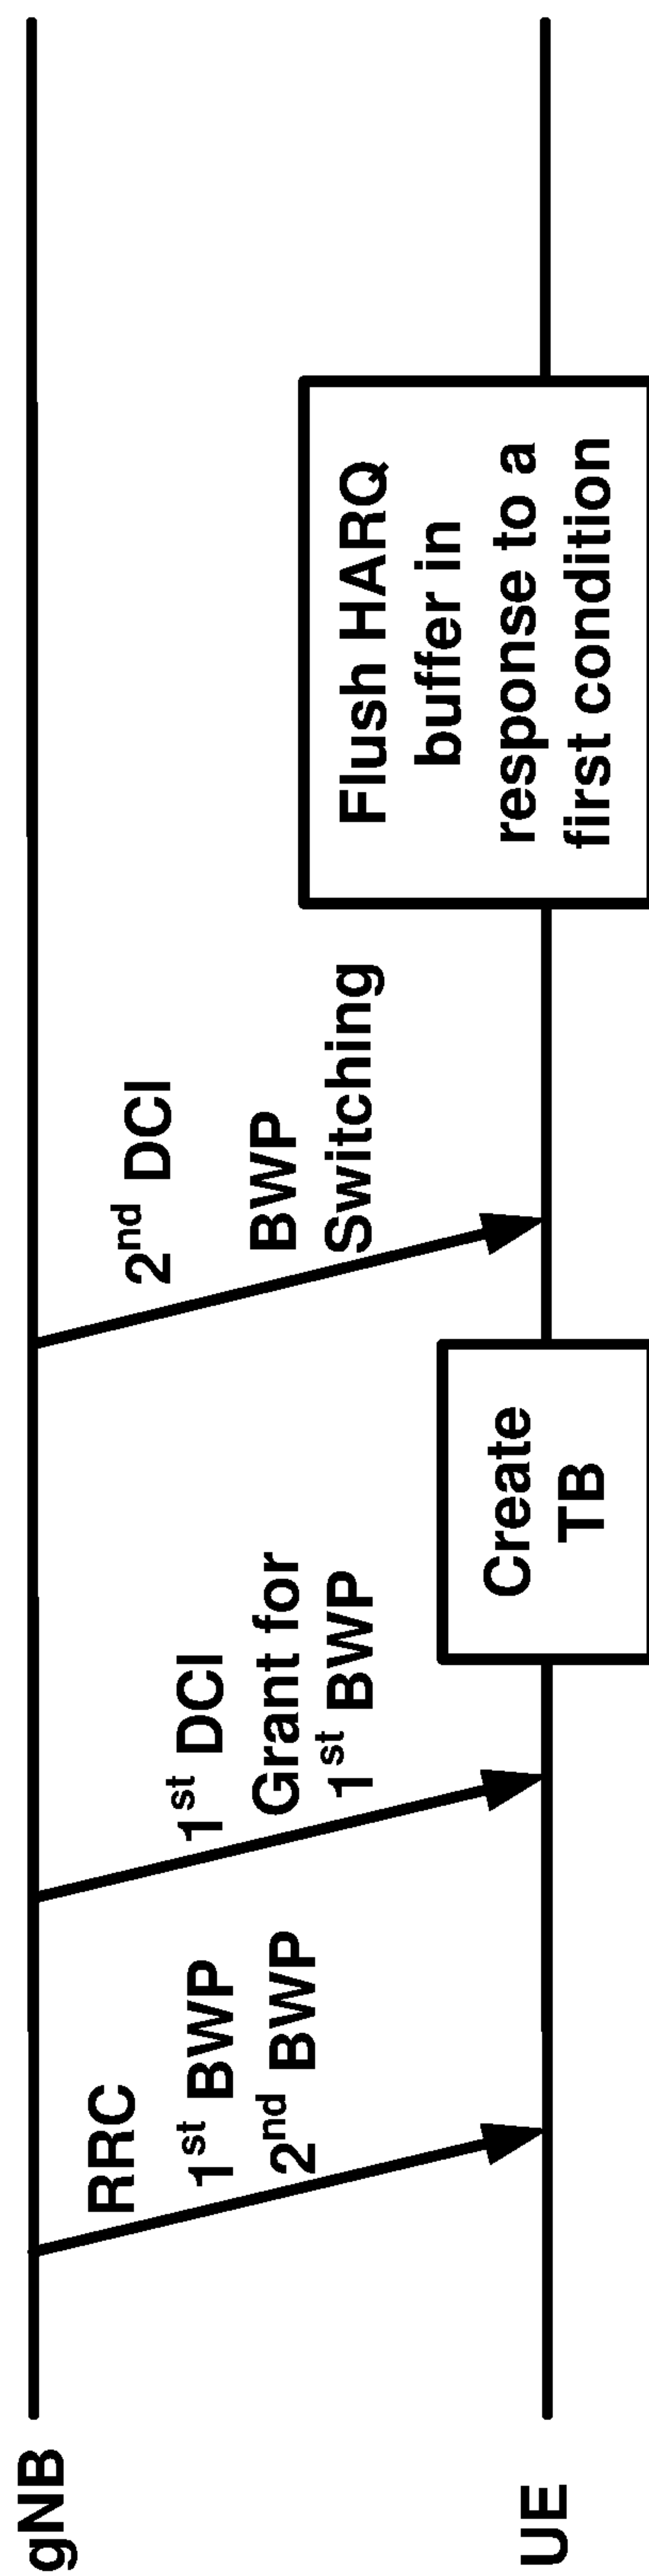 gNB
RRC
1st BWP
2nd BWP
1st DCI
Grant for
1st BWP
2nd DCI
BWP
Switching
UE
Create
TB
Flush HARQ
buffer in
response to a
first condition